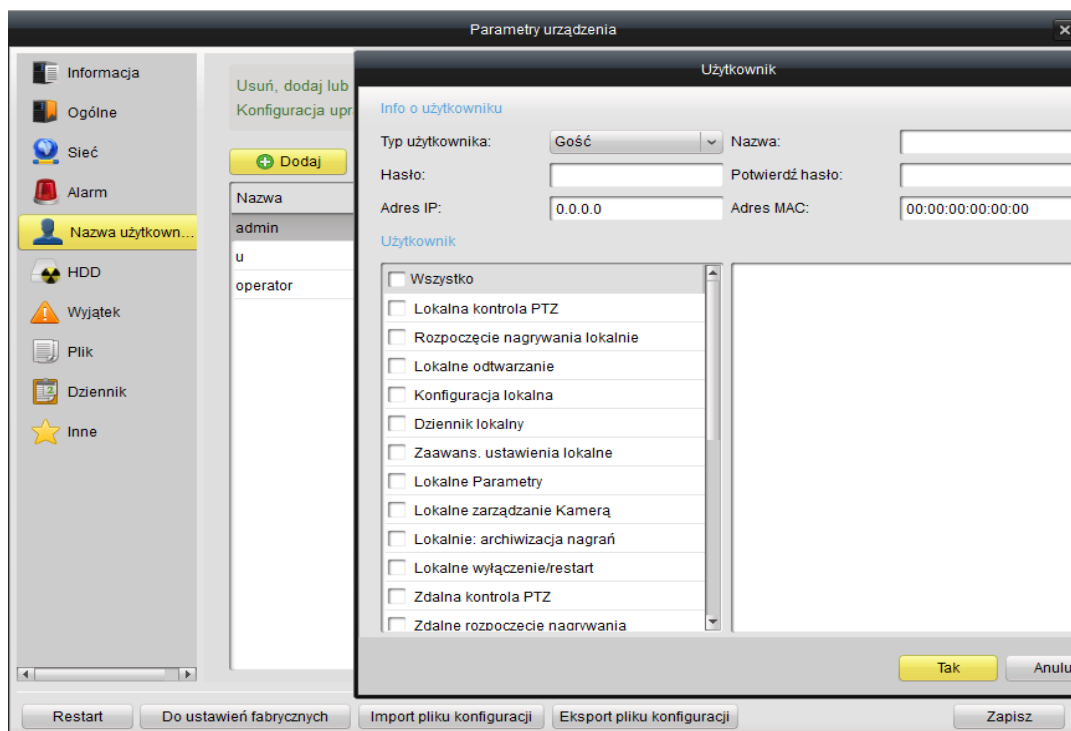 Parametry urządzenia
Informacja
Ogólne
Sieć
Alarm
Nazwa użytkown...
HDD
Wyjątek
Plik
Dziennik
Inne
Usuń, dodaj lub
Konfiguracja upr
Dodaj
Nazwa
admin
u
operator
Użytkownik
Info o użytkowniku
Typ użytkownika: Gość Nazwa:
Hasło: Potwierdź hasło:
Adres IP: 0.0.0.0 Adres MAC: 00:00:00:00:00:00
Użytkownik
Wszystko
Lokalna kontrola PTZ
Rozpoczęcie nagrywania lokalnie
Lokalne odtwarzanie
Konfiguracja lokalna
Dziennik lokalny
Zaawans. ustawienia lokalne
Lokalne Parametry
Lokalne zarządzanie Kamerą
Lokalnie: archiwizacja nagrań
Lokalne wyłączenie/restart
Zdalna kontrola PTZ
Zdalne rozpoczęcie nagrywania
Tak Anulu
Restart Do ustawień fabrycznych Import pliku konfiguracji Eksport pliku konfiguracji Zapisz